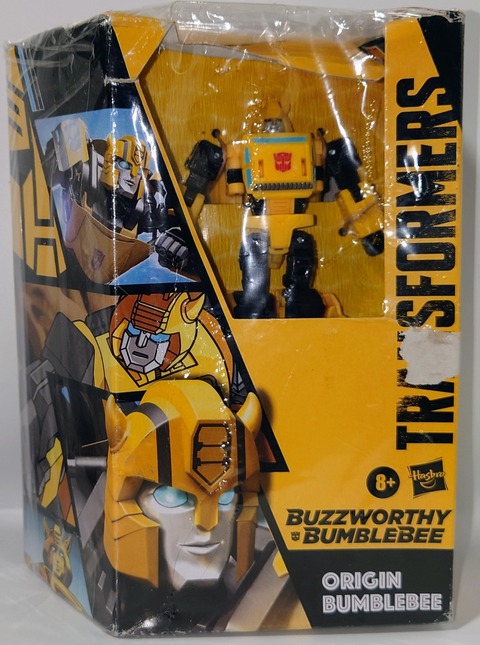 TRANSFORMERS
8+
Hasbro
BUZZWORTHY
BUMBLEBEE
ORIGIN
BUMBLEBEE